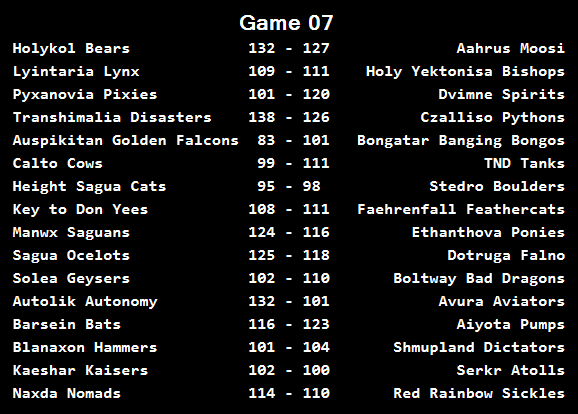 Game 07
Holykol Bears 132 - 127 Aahrus Moosi
Lyintaria Lynx 109 - 111 Holy Yektonisa Bishops
Pyxanovia Pixies 101 - 120 Dvimne Spirits
Transhimalia Disasters 138 - 126 Czalliso Pythons
Auspikitan Golden Falcons 83 - 101 Bongatar Banging Bongos
Calto Cows 99 - 111 TND Tanks
Height Sagua Cats 95 - 98 Stedro Boulders
Key to Don Yees 108 - 111 Faehrenfall Feathercats
Manwx Saguans 124 - 116 Ethanthova Ponies
Sagua Ocelots 125 - 118 Dotruga Falno
Solea Geysers 102 - 110 Boltway Bad Dragons
Autolik Autonomy 132 - 101 Avura Aviators
Barsein Bats 116 - 123 Aiyota Pumps
Blanaxon Hammers 101 - 104 Shmupland Dictators
Kaeshar Kaisers 102 - 100 Serkr Atolls
Naxda Nomads 114 - 110 Red Rainbow Sickles